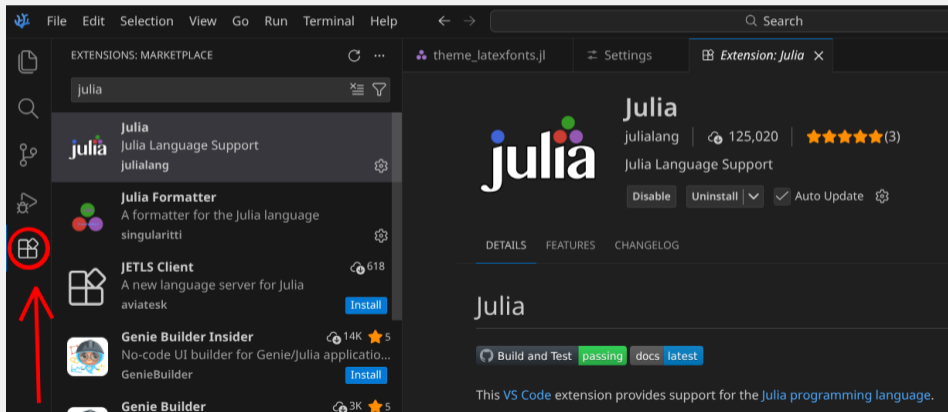 File Edit Selection View Go Run Terminal Help Search
EXTENSIONS: MARKETPLACE
julia
Julia
Julia Language Support
julialang
julia
Julia Formatter
A formatter for the Julia language
singularitti
JETLS Client 618
A new language server for Julia
aviatesk Install
Genie Builder Insider 14K 5
No-code UI builder for Genie/Julia applicatio...
GenieBuilder Install
Genie Builder 3K 5
theme_latexfonts.jl Settings Extension: Julia
julia
Julia
julialang 125,020 (3)
Julia Language Support
Disable Uninstall Auto Update
DETAILS FEATURES CHANGELOG
Julia
Build and Test passing docs latest
This VS Code extension provides support for the Julia programming language.